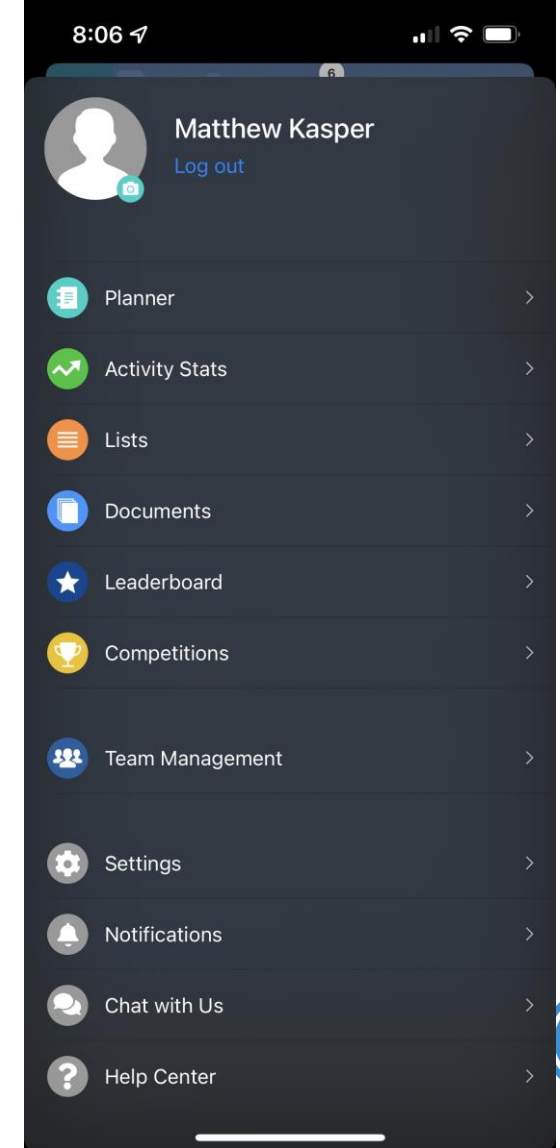 8:06
6
Matthew Kasper
Log out
Planner
Activity Stats
Lists
Documents
Leaderboard
Competitions
Team Management
Settings
Notifications
Chat with Us
?
Help Center